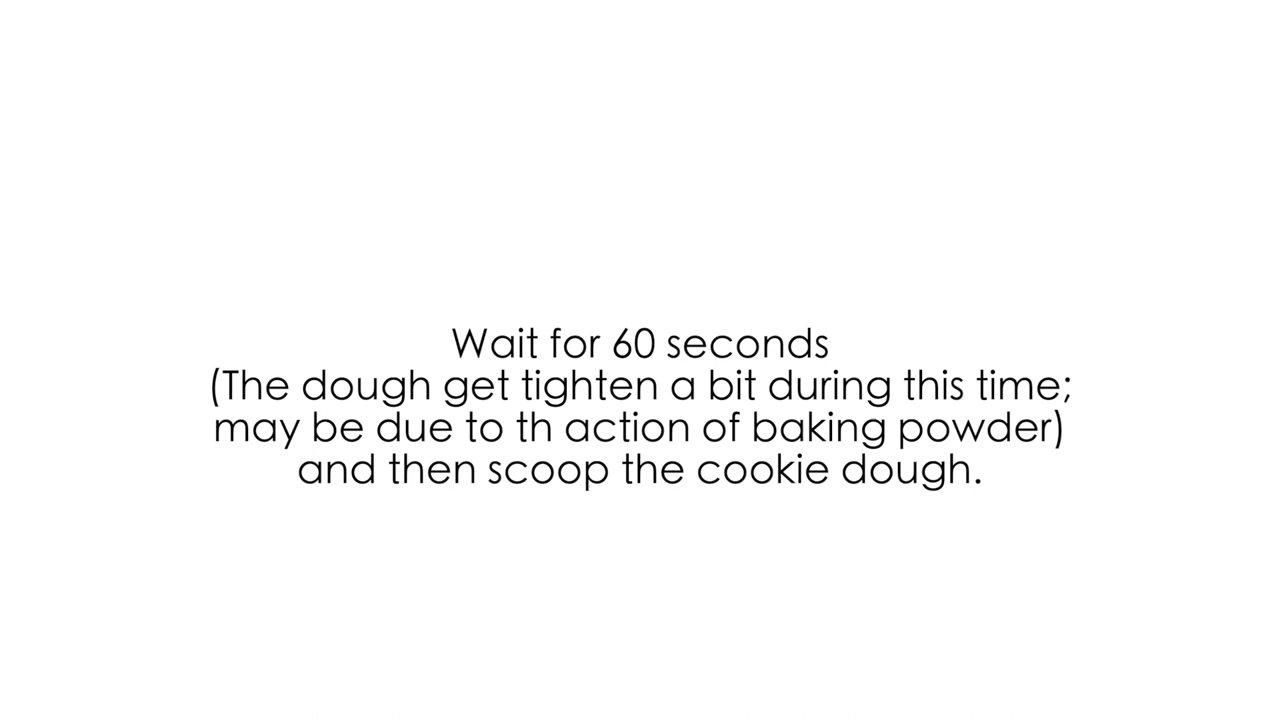 Wait for 60 seconds
(The dough get tighten a bit during this time;
may be due to th action of baking powder)
and then scoop the cookie dough.